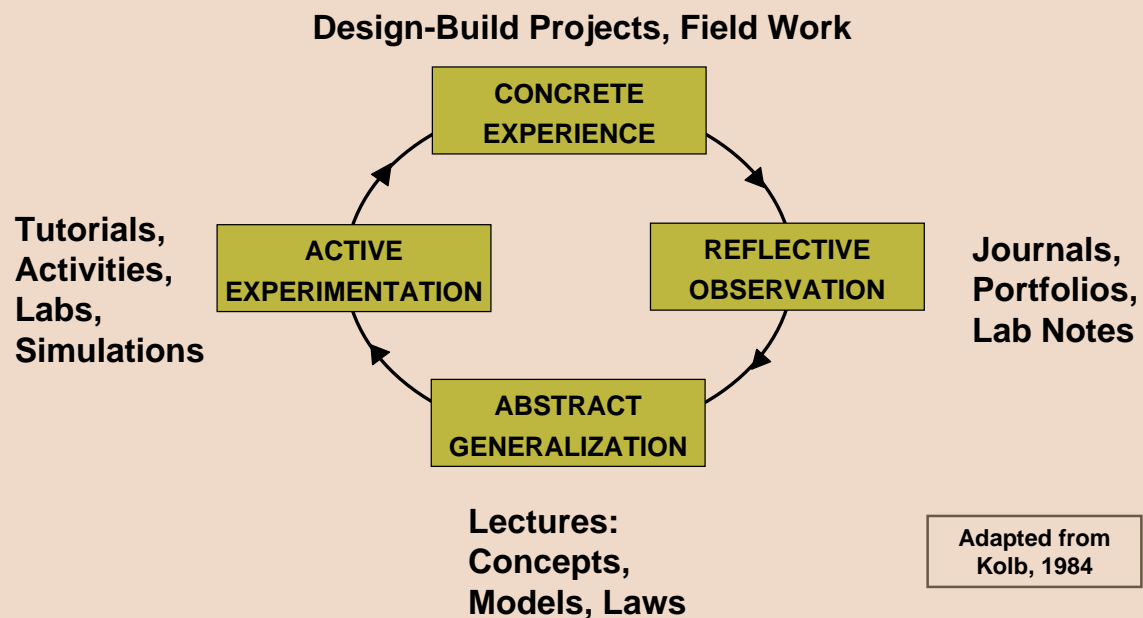 Design-Build Projects, Field Work
CONCRETE
EXPERIENCE
Tutorials,
Activities,
Labs,
Simulations
ACTIVE
EXPERIMENTATION
REFLECTIVE
OBSERVATION
Journals,
Portfolios,
Lab Notes
ABSTRACT
GENERALIZATION
Lectures:
Concepts,
Models, Laws
Adapted from
Kolb, 1984